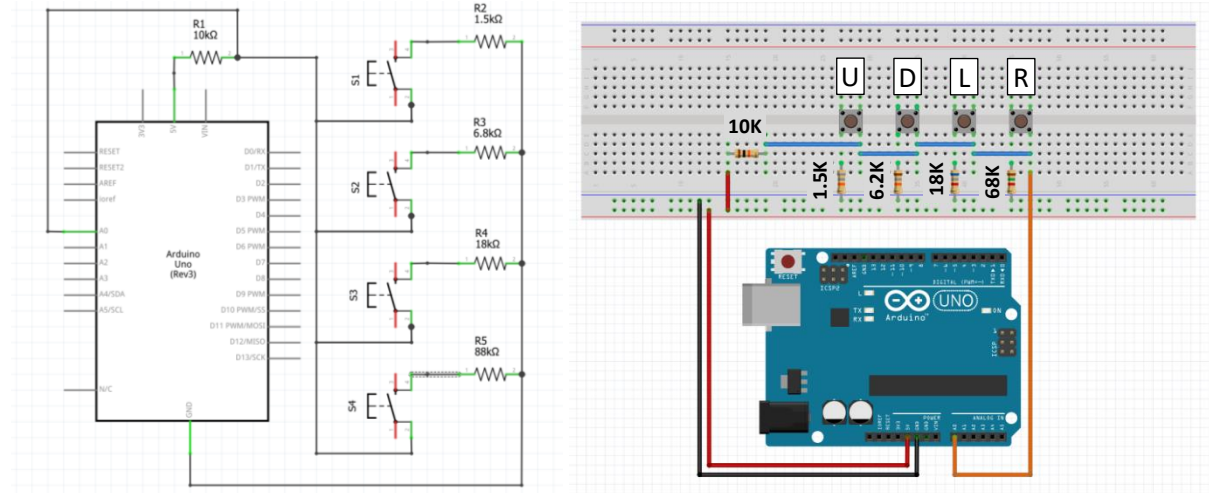 R1
10kΩ
R2
1.5kΩ
S1
R3
6.8kΩ
S2
R4
18kΩ
S3
R5
88kΩ
S4
3V3
5V
VIN
RESET
RESET2
AREF
ioref
A0
A1
A2
A3
A4/SDA
A5/SCL
N/C
GND
D0/RX
D1/TX
D2
D3 PWM
D4
D5 PWM
D6 PWM
D7
D8
D9 PWM
D10 PWM/SS
D11 PWM/MOSI
D12/MISO
D13/SCK
Arduino
Uno
(Rev3)
U D L R
10K
1.5K
6.2K
18K
68K
RESET
ICSP2
L
TX
RX
UNO
Arduino™
ON
ICSP
DIGITAL (PWM~)
POWER
ANALOG IN